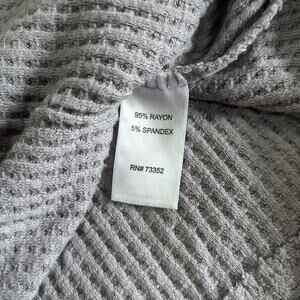 95% RAYON
5% SPANDEX
RN# 73352